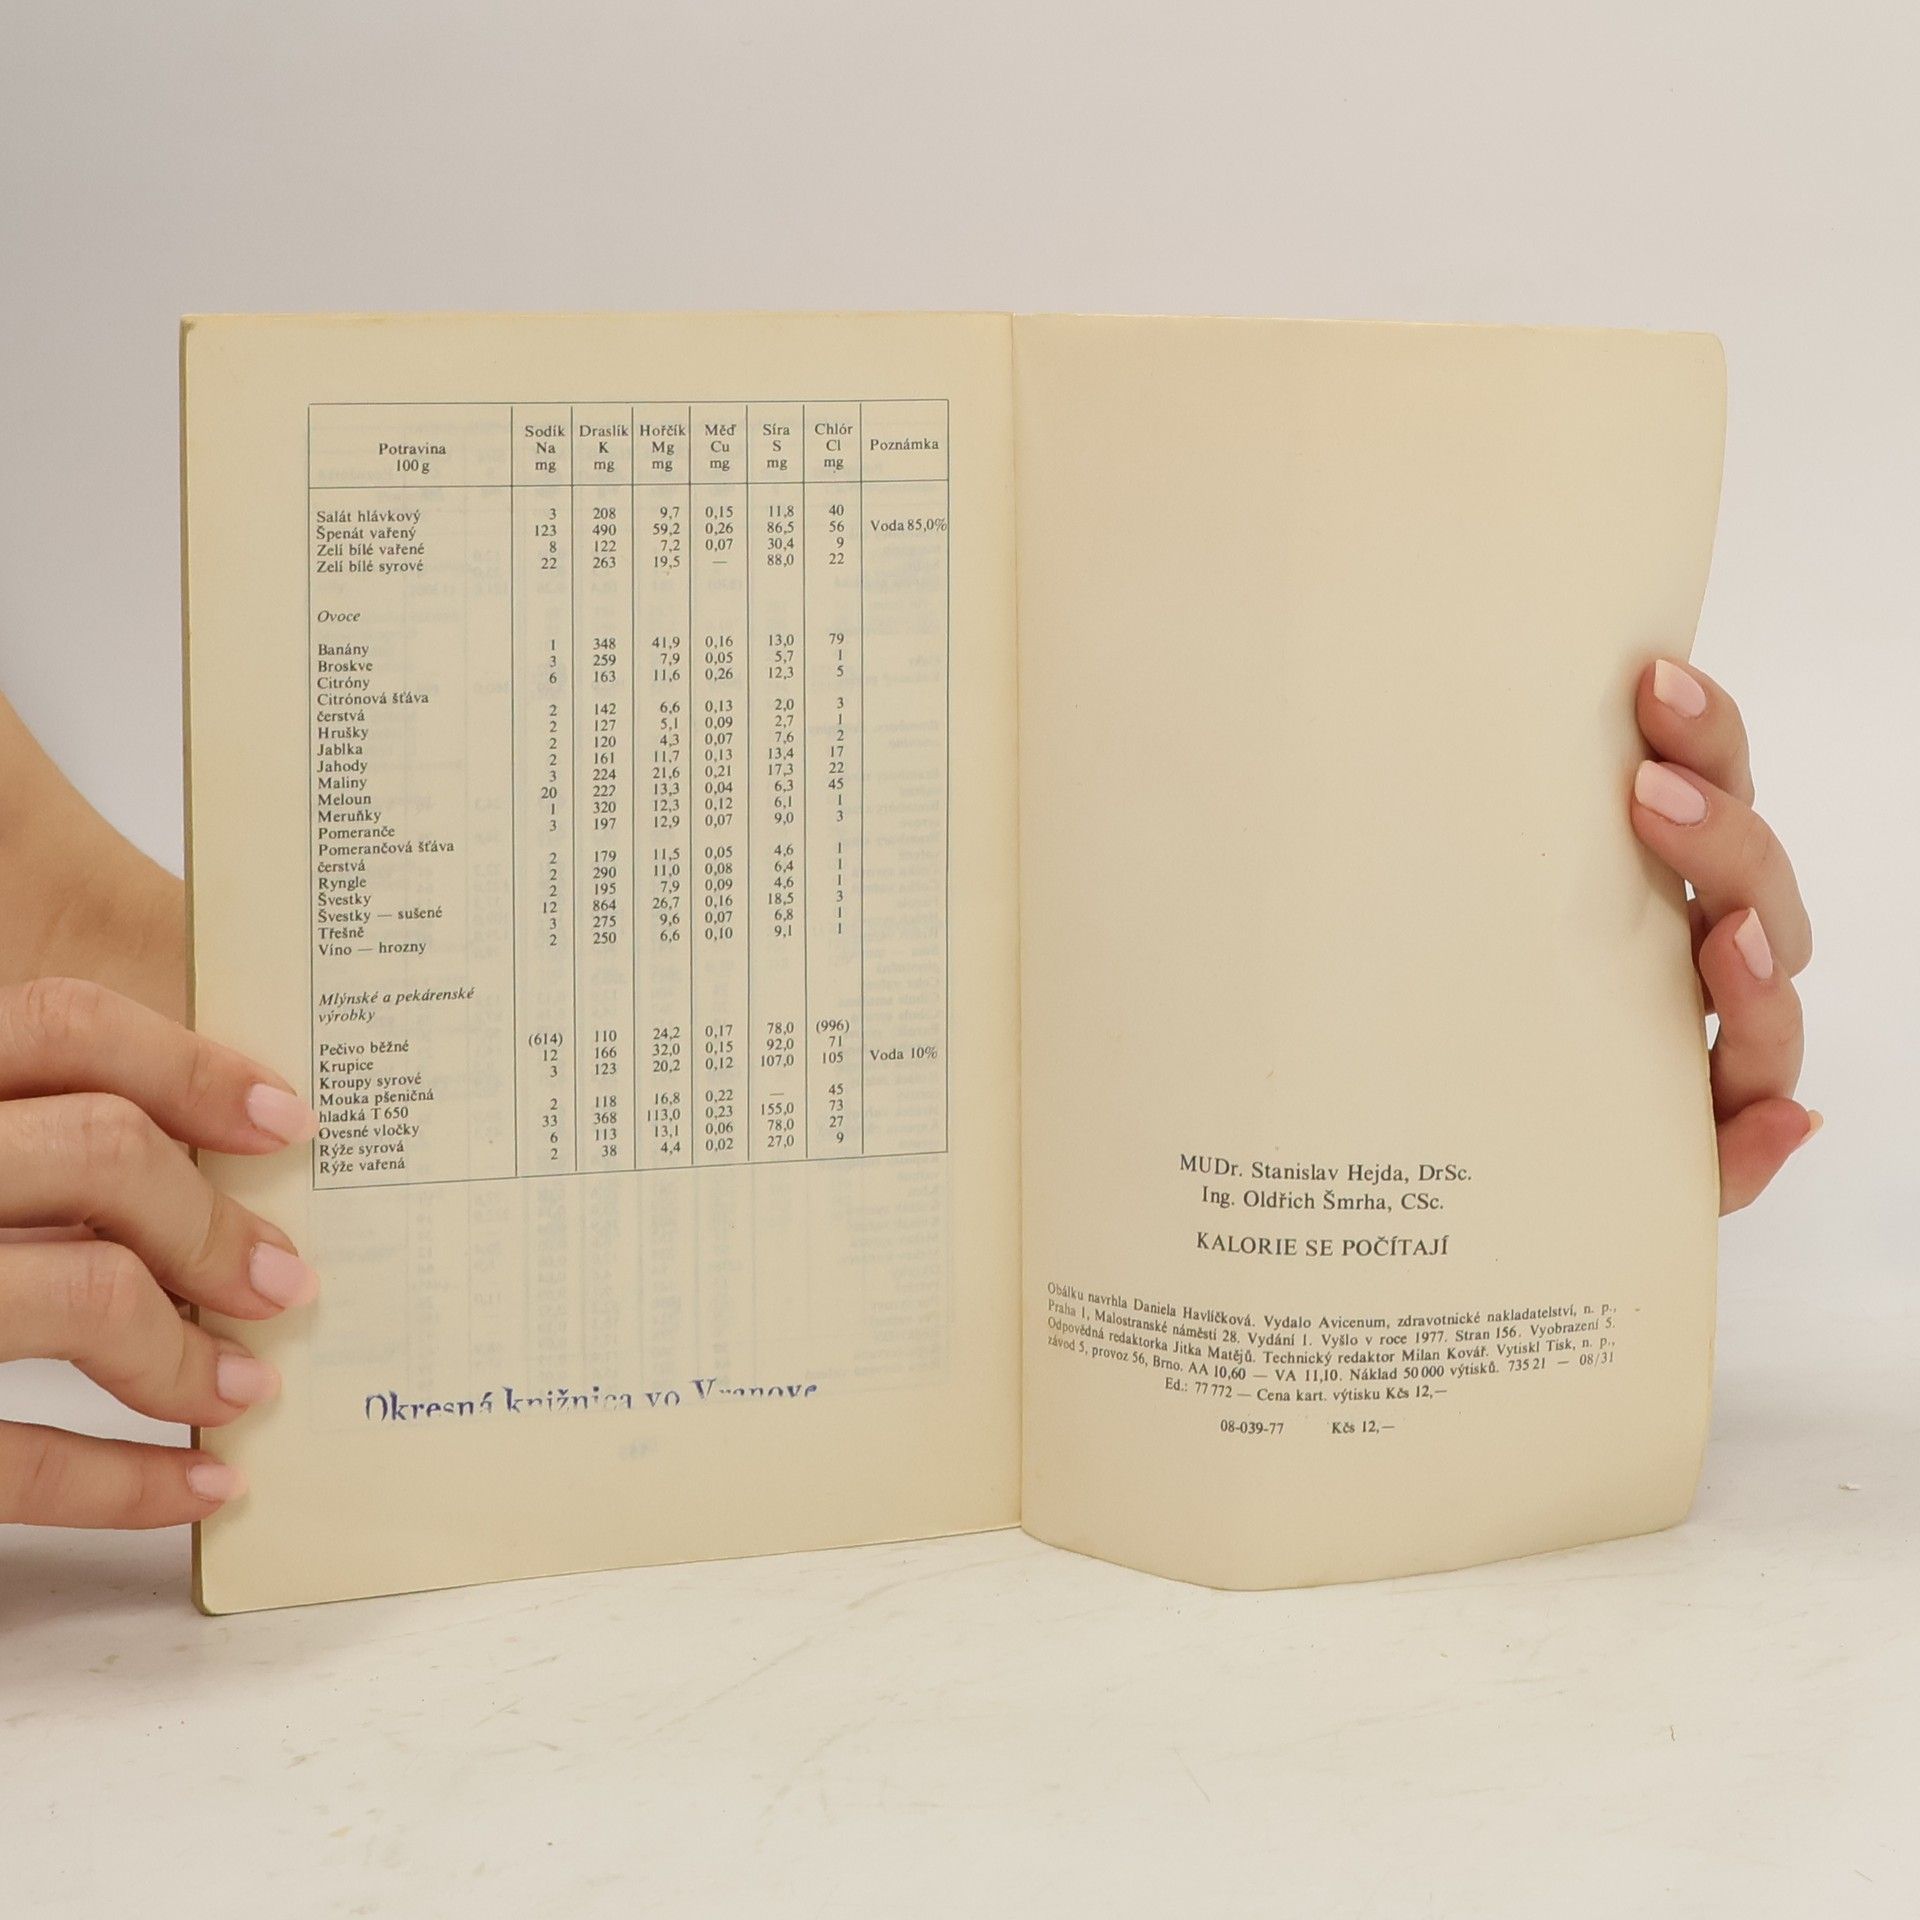 Potravina 100 g | Sodík Na mg | Draslík K mg | Hořčík Mg mg | Měď Cu mg | Síra S mg | Chlór Cl mg | Poznámka
Salát hlávkový 3 208 9,7 0,15 11,8 40
Špenát vařený 123 490 59,2 0,26 86,5 56 Voda 85,0%
Zelí bílé vařené 8 122 7,2 0,07 30,4 9
Zelí bílé syrové 22 263 19,5 — 88,0 22
Ovoce
Banány 1 348 41,9 0,16 13,0 79
Broskve 3 259 7,9 0,05 5,7 1
Citróny 6 163 11,6 0,26 12,3 5
Citrónová šťáva
čerstvá 2 142 6,6 0,13 2,0 3
Hrušky 2 127 5,1 0,09 2,7 1
Jablka 2 120 4,3 0,07 7,6 2
Jahody 2 161 11,7 0,13 13,4 17
Maliny 3 224 21,6 0,21 17,3 22
Meloun 20 227 13,3 0,04 6,3 45
Meruňky 1 320 12,3 0,12 6,1 1
Pomeranče 3 197 12,9 0,07 9,0 3
Pomerančová šťáva
čerstvá 2 179 11,5 0,05 4,6 1
Ryngle 2 290 11,0 0,08 6,4 1
Švestky 2 195 7,9 0,09 4,6 1
Švestky — sušené 12 864 26,7 0,16 18,5 3
Třešně 3 275 9,6 0,07 6,8 1
Víno — hrozny 2 250 6,6 0,10 9,1 1
Mlýnské a pekárenské
výrobky
Pečivo běžné (614) 110 24,2 0,17 78,0 (996)
Krupice 12 166 32,0 0,15 92,0 71
Kroupy syrové 3 123 20,2 0,12 107,0 105 Voda 10%
Mouka pšeničná
hladká T 650 2 118 16,8 0,22 — 45
Ovesné vločky 33 368 113,0 0,23 155,0 73
Rýže syrová 6 113 13,1 0,06 78,0 27
Rýže vařená 2 38 4,4 0,02 27,0 9
Okresná knižnica vo Vranove
MUDr. Stanislav Hejda, DrSc.
Ing. Oldřich Šmrha, CSc.
KALORIE SE POČÍTAJÍ
Obálku navrhla Daniela Havlíčková. Vydalo Avicenum, zdravotnické nakladatelství, n. p.,
Praha 1, Malostranské náměstí 28. Vydání 1. Vyšlo v roce 1977. Stran 156. Vyobrazení 5.
Odpovědná redaktorka Jitka Matějů. Technický redaktor Milan Kovář. Vytiskl Tisk, n. p.,
závod 5, provoz 56, Brno. AA 10,60 — VA 11,10. Náklad 50 000 výtisků. 735 21 — 08/31
Ed.: 77 772 — Cena kart. výtisku Kčs 12,—
08-039-77 Kčs 12,—